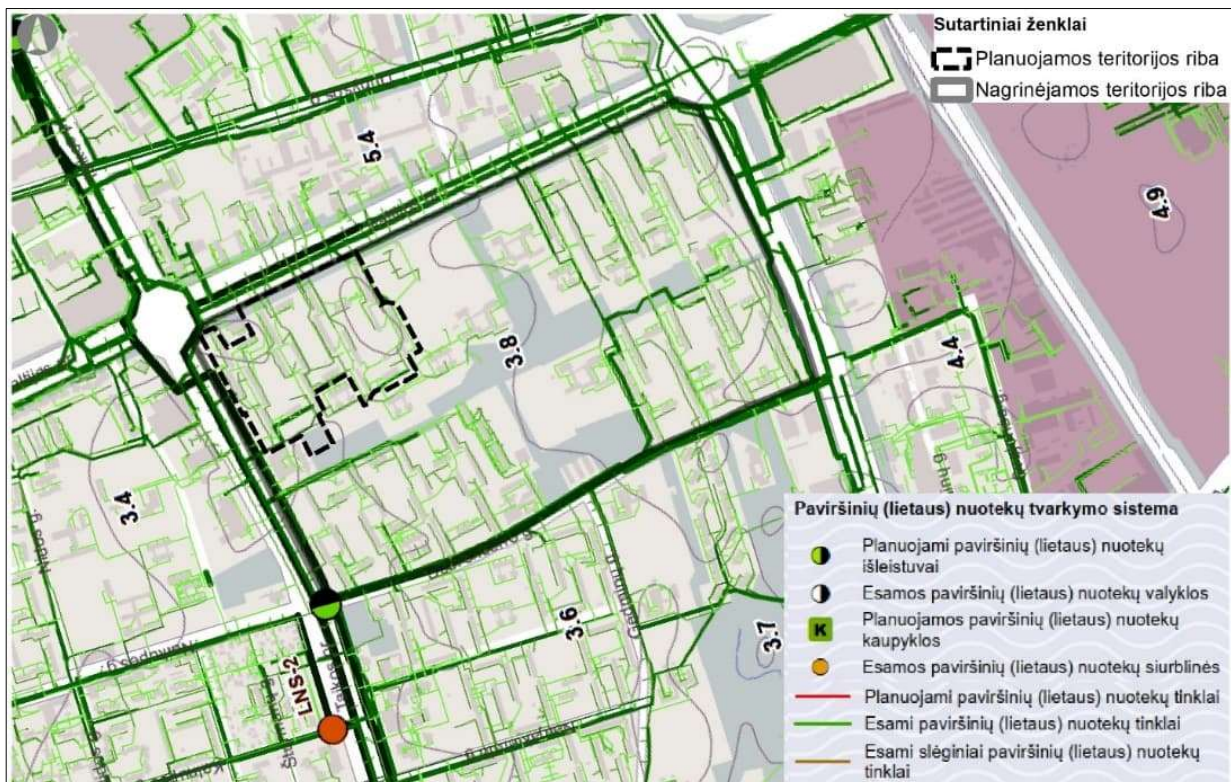 Sutartiniai ženklai
Planuojamos teritorijos riba
Nagrinėjamos teritorijos riba
5.4
4.9
3.8
4.4
3.4
3.6
3.7
LNS-2
Taikos pr.
Paviršinių (lietaus) nuotekų tvarkymo sistema
Planuojami paviršinių (lietaus) nuotekų
išleistuvai
Esamos paviršinių (lietaus) nuotekų valyklos
K
Planuojamos paviršinių (lietaus) nuotekų
kaupyklos
Esamos paviršinių (lietaus) nuotekų siurblinės
Planuojami paviršinių (lietaus) nuotekų tinklai
Esami paviršinių (lietaus) nuotekų tinklai
Esami slėginiai paviršinių (lietaus) nuotekų
tinklai